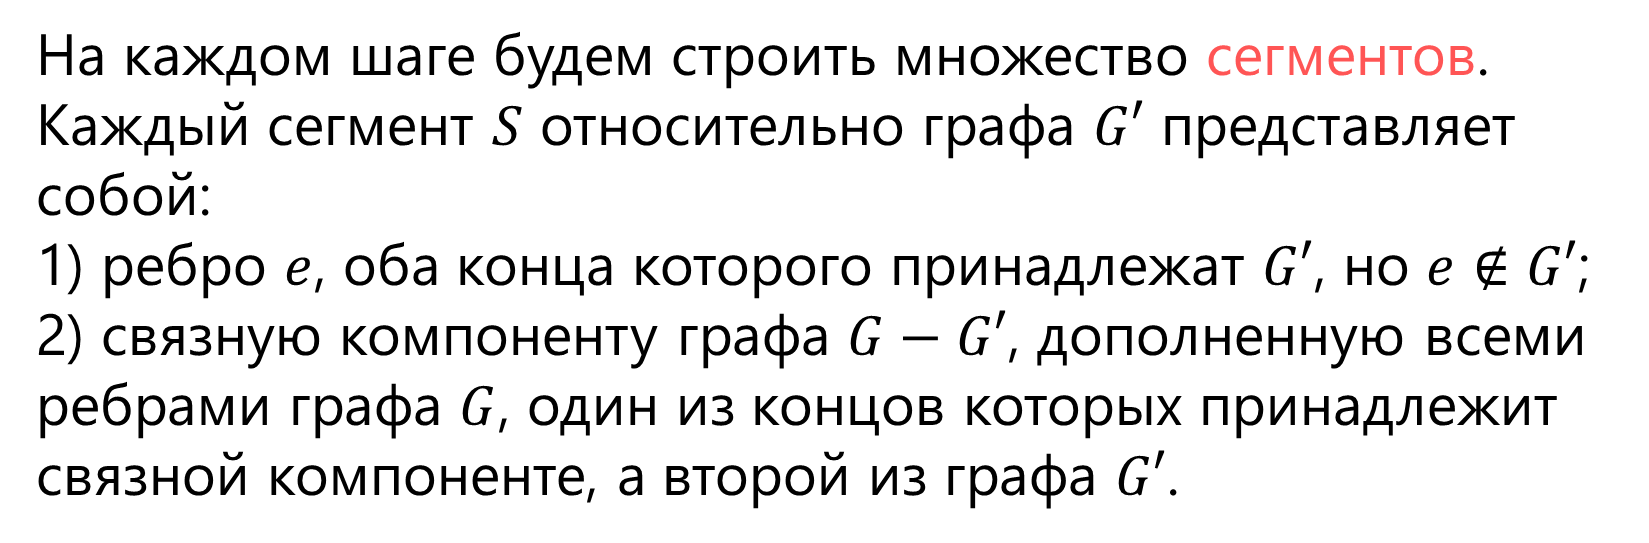 На каждом шаге будем строить множество сегментов.
Каждый сегмент S относительно графа G′ представляет
собой:
1) ребро e, оба конца которого принадлежат G′, но e ∉ G′;
2) связную компоненту графа G − G′, дополненную всеми
ребрами графа G, один из концов которых принадлежит
связной компоненте, а второй из графа G′.